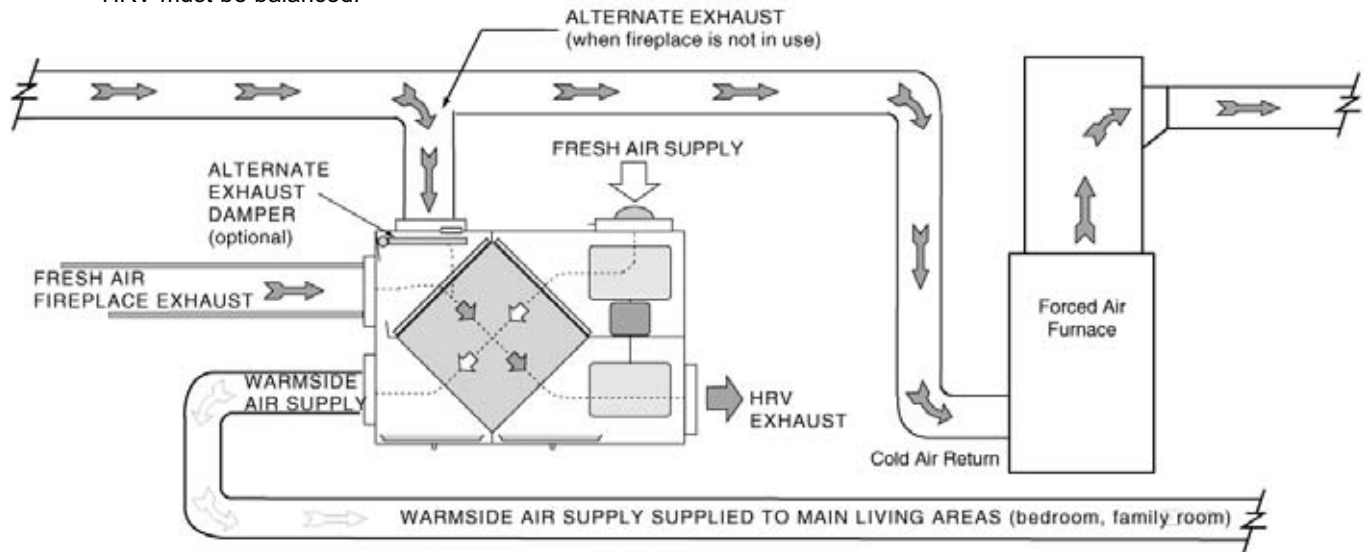 HRV must be balanced.
ALTERNATE EXHAUST
(when fireplace is not in use)
FRESH AIR SUPPLY
ALTERNATE
EXHAUST
DAMPER
(optional)
FRESH AIR
FIREPLACE EXHAUST
Forced Air
Furnace
WARMSIDE
AIR SUPPLY
HRV
EXHAUST
Cold Air Return
WARMSIDE AIR SUPPLY SUPPLIED TO MAIN LIVING AREAS (bedroom, family room)